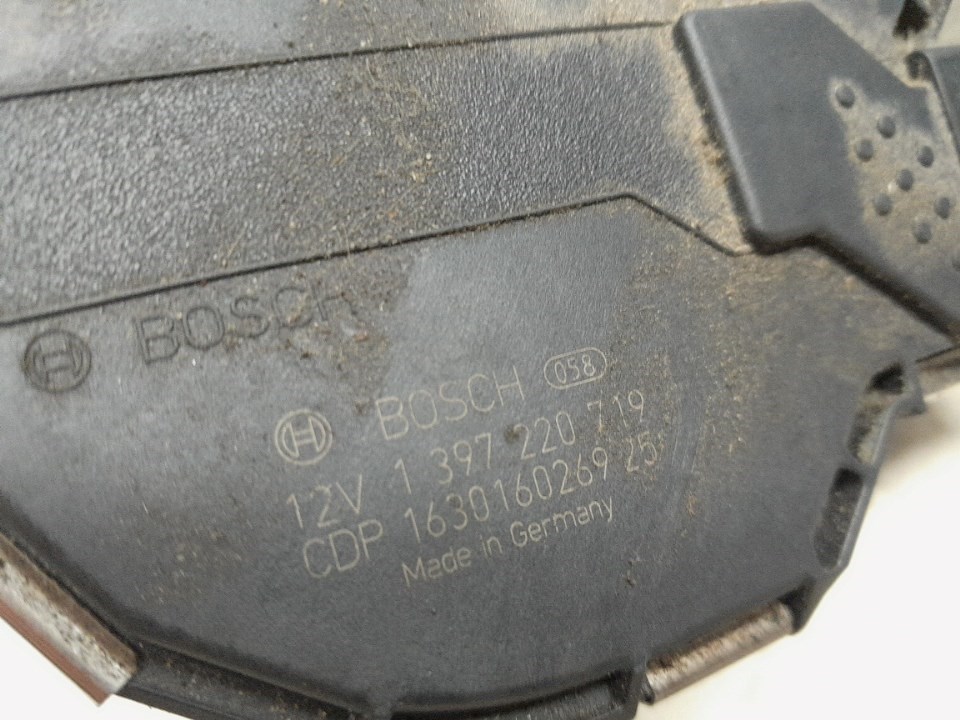 BOSCH
BOSCH 058
12V 1 397 220 719
CDP 1630160269 25
Made in Germany